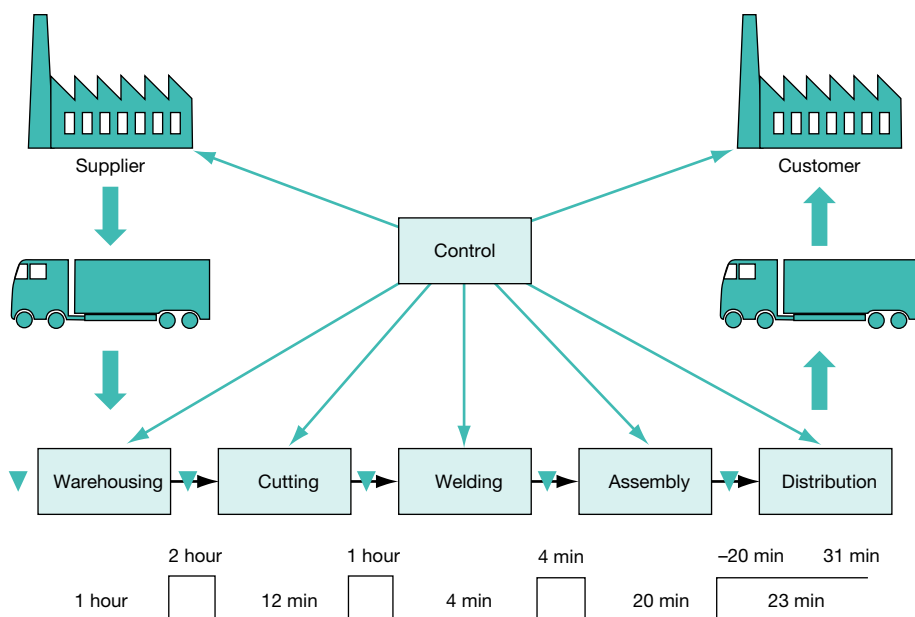 Supplier
Customer
Control
Warehousing
Cutting
Welding
Assembly
Distribution
2 hour
1 hour
4 min
–20 min
31 min
1 hour
12 min
4 min
20 min
23 min